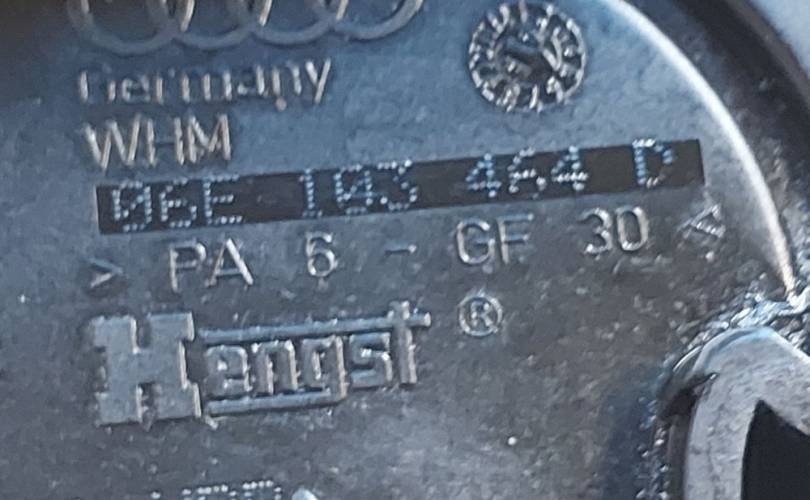 Germany
WHM
06E 103 464 D
> PA 6 - GF 30 <
Hengst ®